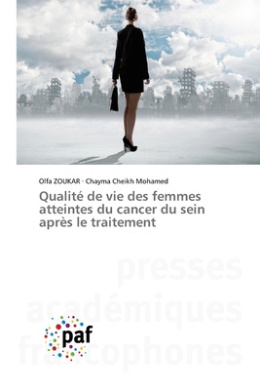 Olfa ZOUKAR · Chayma Cheikh Mohamed
Qualité de vie des femmes
atteintes du cancer du sein
après le traitement
presses
académiques
francophones
paf